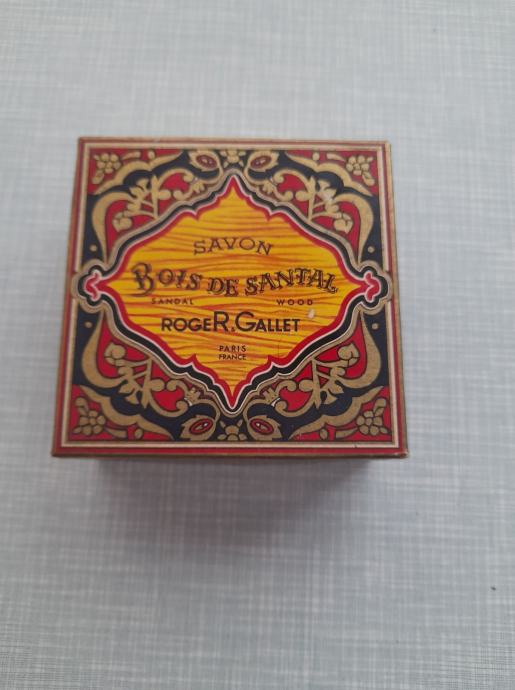 SAVON
BOIS DE SANTAL
SANDAL WOOD
ROGER.GALLET
PARIS
FRANCE